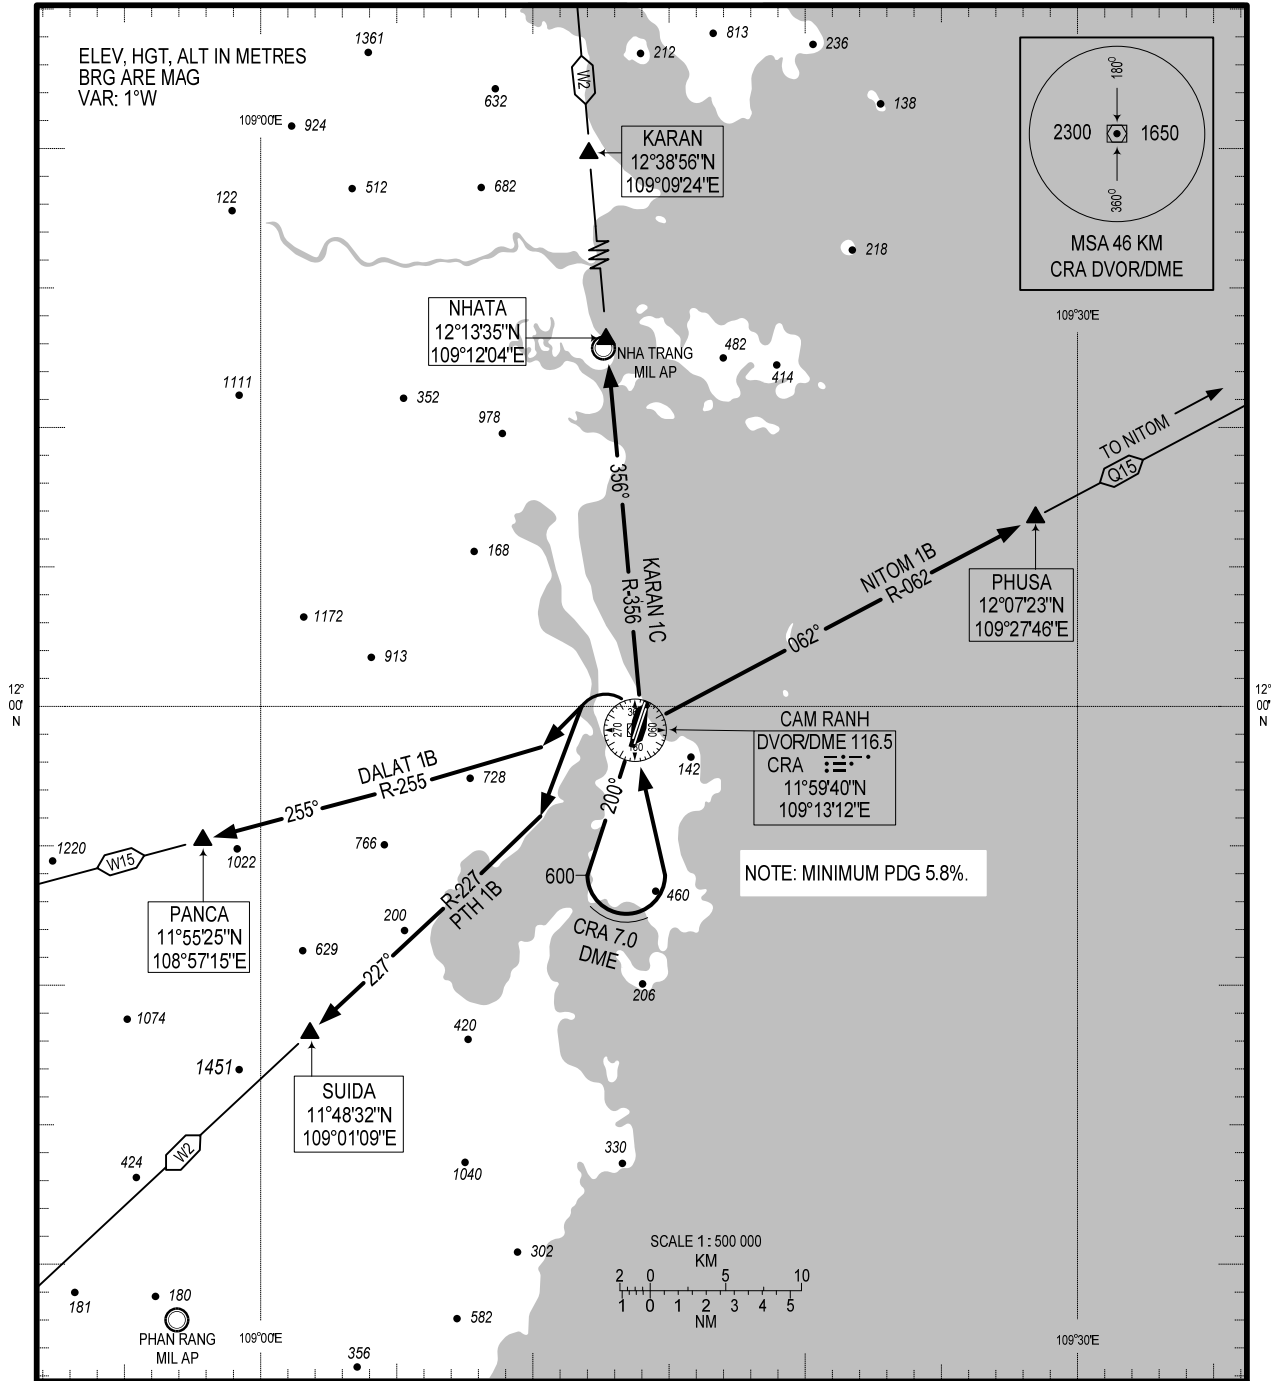 ELEV, HGT, ALT IN METRES
BRG ARE MAG
VAR: 1°W
1361
632
109°00'E
924
512
682
122
W2
212
813
236
138
218
KARAN
12°38'56"N
109°09'24"E
180°
2300
1650
360°
MSA 46 KM
CRA DVOR/DME
109°30'E
NHATA
12°13'35"N
109°12'04"E
NHA TRANG
MIL AP
482
414
1111
352
978
356°
KARAN 1C
R-356
168
1172
913
TO NITOM
Q15
NITOM 1B
R-062
062°
PHUSA
12°07'23"N
109°27'46"E
12°
00'
N
12°
00'
N
CAM RANH
DVOR/DME 116.5
CRA
11°59'40"N
109°13'12"E
36
060
180
270
142
DALAT 1B
R-255
255°
728
200°
766
1220
W15
1022
600
460
NOTE: MINIMUM PDG 5.8%.
PANCA
11°55'25"N
108°57'15"E
R-227
PTH 1B
227°
200
629
CRA 7.0
DME
206
1074
420
1451
SUIDA
11°48'32"N
109°01'09"E
W2
424
1040
330
302
SCALE 1 : 500 000
KM
2 0 5 10
1 0 1 2 3 4 5
NM
181
180
582
PHAN RANG
MIL AP
109°00'E
356
109°30'E